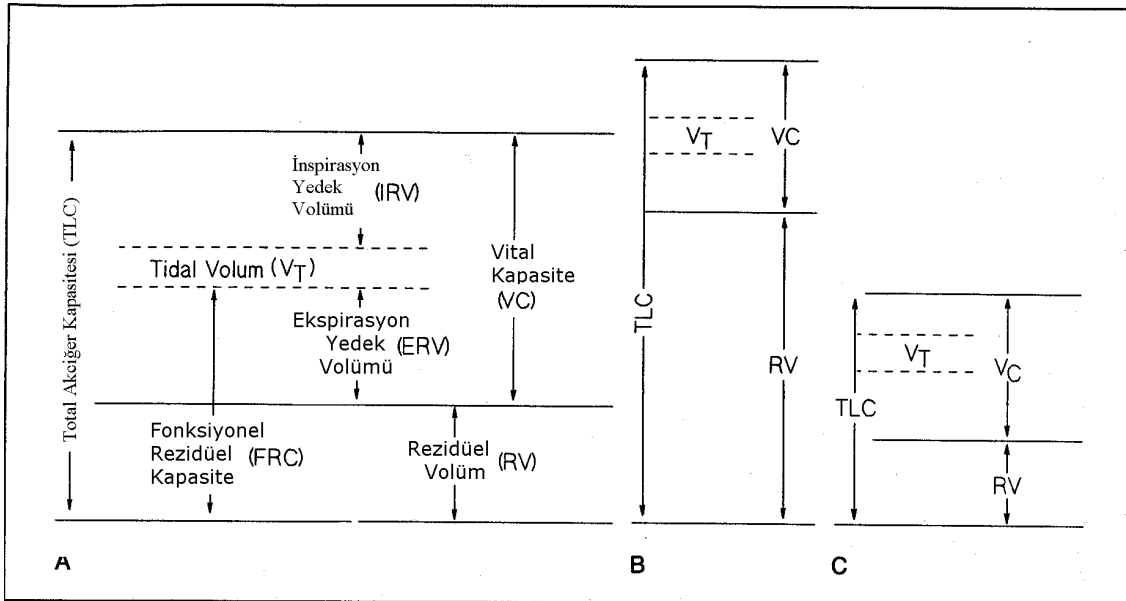 Total Akciğer Kapasitesi (TLC)
İnspirasyon
Yedek (IRV)
Volümü
Tidal Volum (VT)
Ekspirasyon
Yedek (ERV)
Volümü
Vital
Kapasite
(VC)
Fonksiyonel
Rezidüel (FRC)
Kapasite
Rezidüel (RV)
Volüm
A
TLC
VT
VC
RV
B
TLC
VT
VC
RV
C